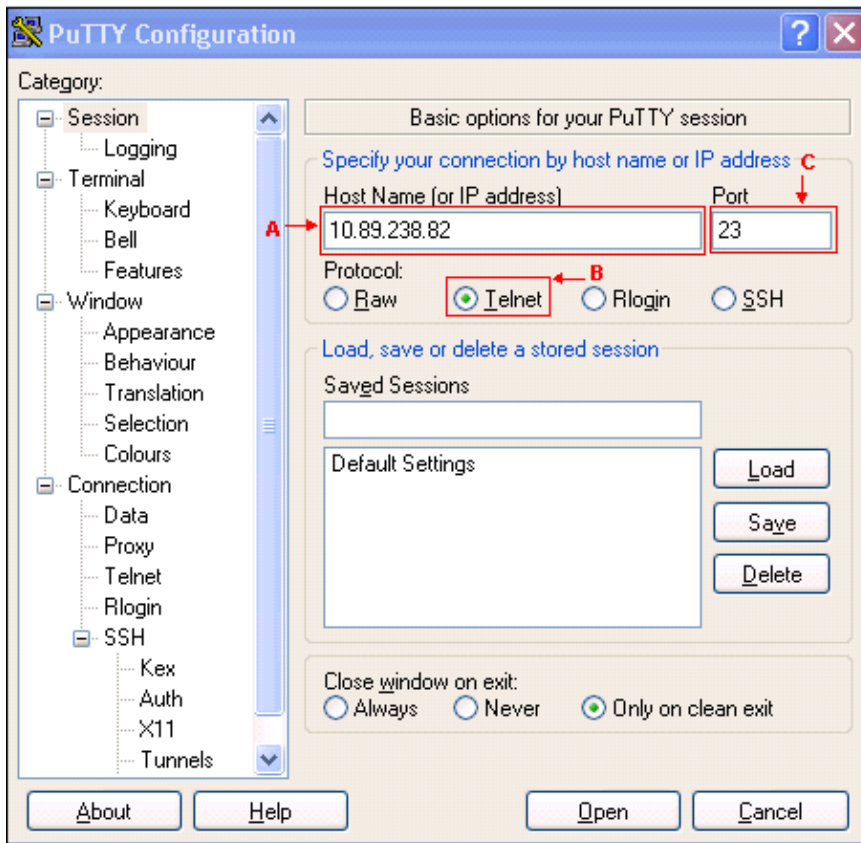 PuTTY Configuration
Category:
Session
Logging
Terminal
Keyboard
Bell
Features
Window
Appearance
Behaviour
Translation
Selection
Colours
Connection
Data
Proxy
Telnet
Rlogin
SSH
Kex
Auth
X11
Tunnels
Basic options for your PuTTY session
Specify your connection by host name or IP address
C
Host Name (or IP address) Port
A
10.89.238.82 23
Protocol:
B
Raw Telnet Rlogin SSH
Load, save or delete a stored session
Saved Sessions
Default Settings
Load
Save
Delete
Close window on exit:
Always Never Only on clean exit
About Help Open Cancel